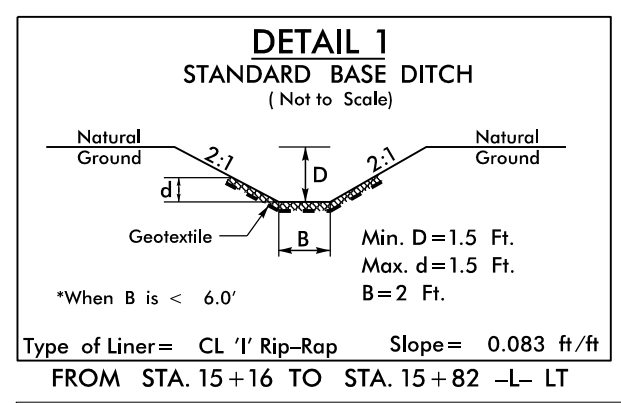 DETAIL 1
STANDARD BASE DITCH
( Not to Scale)
Natural
Ground
2:1
D
2:1
Natural
Ground
d
Geotextile
B
Min. D=1.5 Ft.
Max. d=1.5 Ft.
B=2 Ft.
*When B is < 6.0'
Type of Liner= CL 'I' Rip-Rap Slope= 0.083 ft/ft
FROM STA. 15+16 TO STA. 15+82 -L- LT